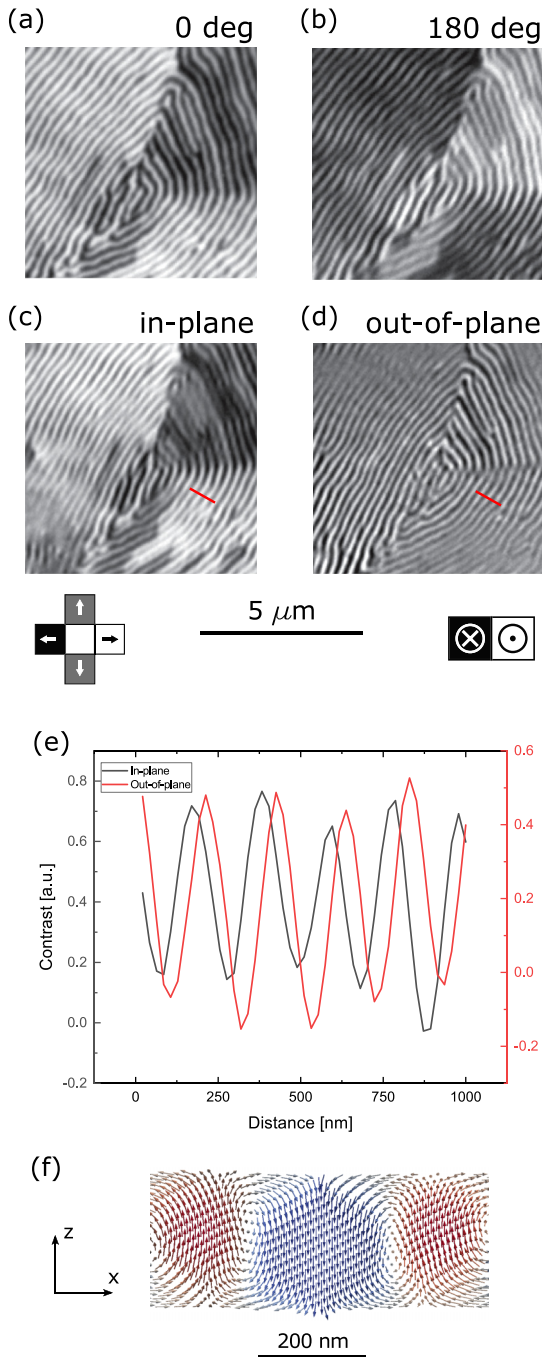 (a) 0 deg
(b) 180 deg
(c) in-plane
(d) out-of-plane
5 μm
(e)
In-plane
Out-of-plane
0.8
0.6
0.4
0.2
0.0
-0.2
0.6
0.4
0.2
0.0
-0.2
Contrast [a.u.]
0 250 500 750 1000
Distance [nm]
(f)
z
x
200 nm